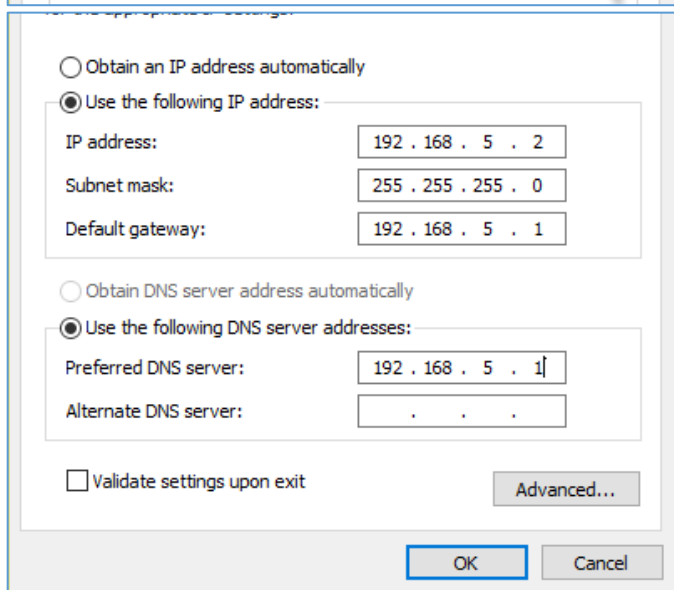 Obtain an IP address automatically
Use the following IP address:
IP address: 192 . 168 . 5 . 2
Subnet mask: 255 . 255 . 255 . 0
Default gateway: 192 . 168 . 5 . 1
Obtain DNS server address automatically
Use the following DNS server addresses:
Preferred DNS server: 192 . 168 . 5 . 1
Alternate DNS server: . . .
Validate settings upon exit
Advanced...
OK Cancel